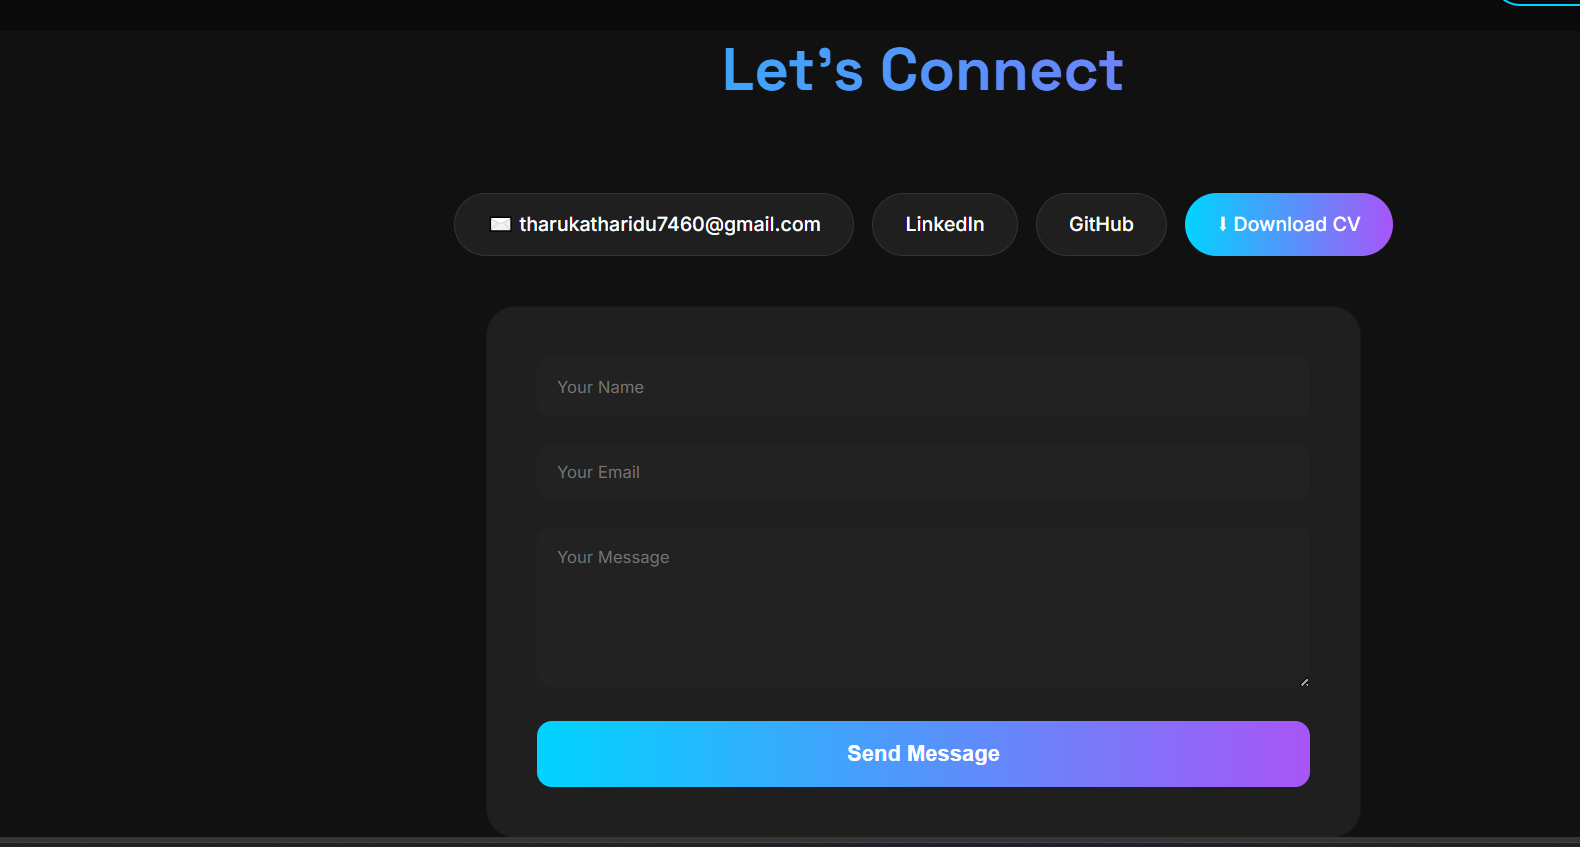 Let's Connect
✉️ tharukatharidu7460@gmail.com
LinkedIn
GitHub
⬇ Download CV
Your Name
Your Email
Your Message
Send Message